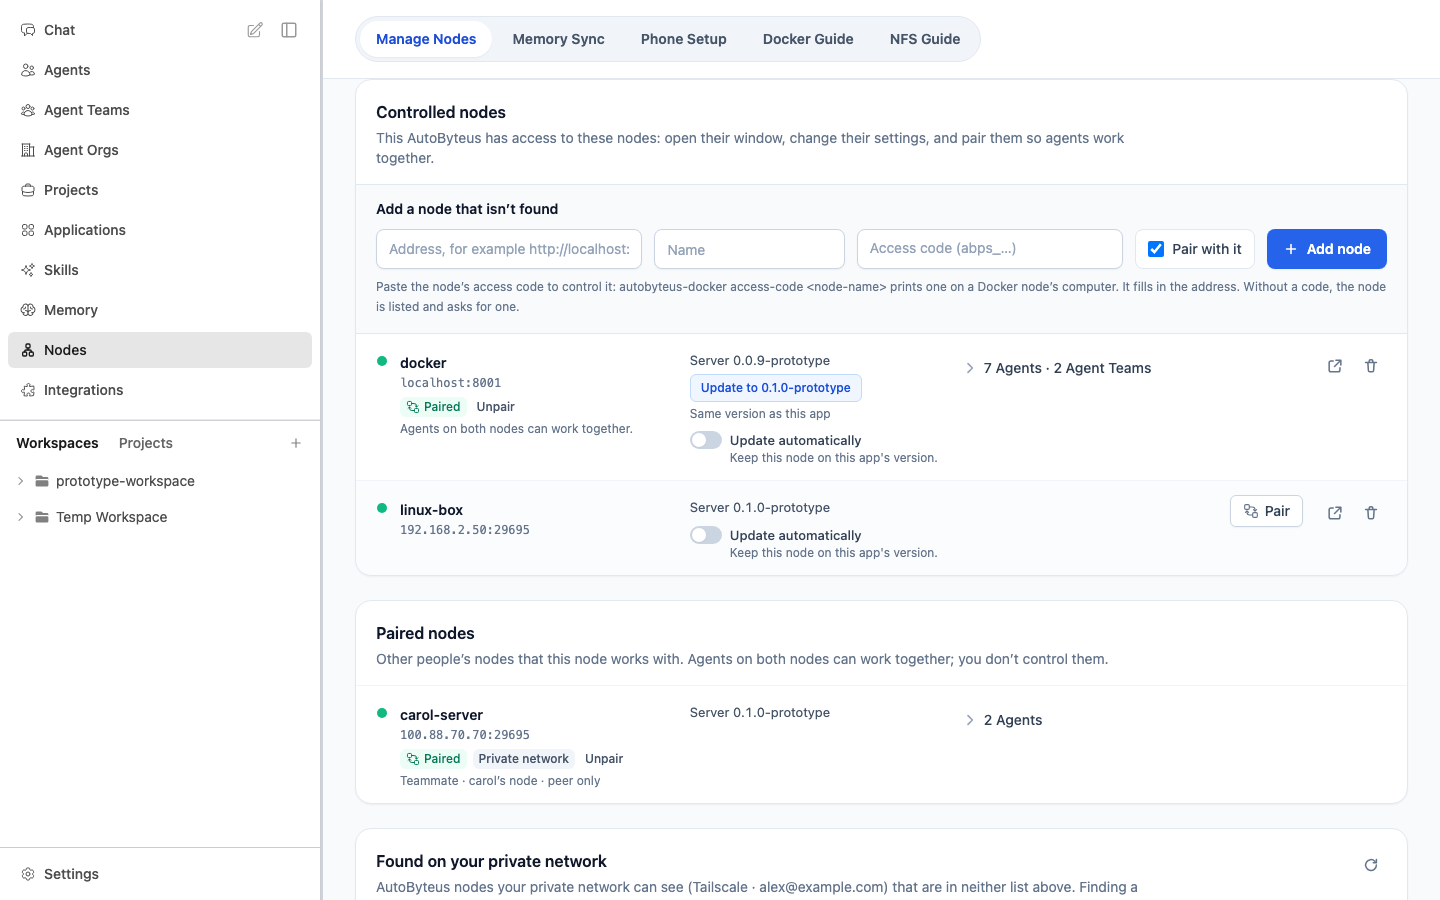 Chat
Agents
Agent Teams
Agent Orgs
Projects
Applications
Skills
Memory
Nodes
Integrations
Workspaces
Projects
prototype-workspace
Temp Workspace
Settings
Manage Nodes
Memory Sync
Phone Setup
Docker Guide
NFS Guide
Controlled nodes
This AutoByteus has access to these nodes: open their window, change their settings, and pair them so agents work
together.
Add a node that isn’t found
Address, for example http://localhost:
Name
Access code (abps_…)
Pair with it
+ Add node
Paste the node’s access code to control it: autobyteus-docker access-code <node-name> prints one on a Docker node’s computer. It fills in the address. Without a code, the node
is listed and asks for one.
docker
localhost:8001
Paired
Unpair
Agents on both nodes can work together.
Server 0.0.9-prototype
Update to 0.1.0-prototype
Same version as this app
Update automatically
Keep this node on this app's version.
7 Agents · 2 Agent Teams
linux-box
192.168.2.50:29695
Server 0.1.0-prototype
Update automatically
Keep this node on this app's version.
Pair
Paired nodes
Other people’s nodes that this node works with. Agents on both nodes can work together; you don’t control them.
carol-server
100.88.70.70:29695
Paired
Private network
Unpair
Teammate · carol’s node · peer only
Server 0.1.0-prototype
2 Agents
Found on your private network
AutoByteus nodes your private network can see (Tailscale · alex@example.com) that are in neither list above. Finding a